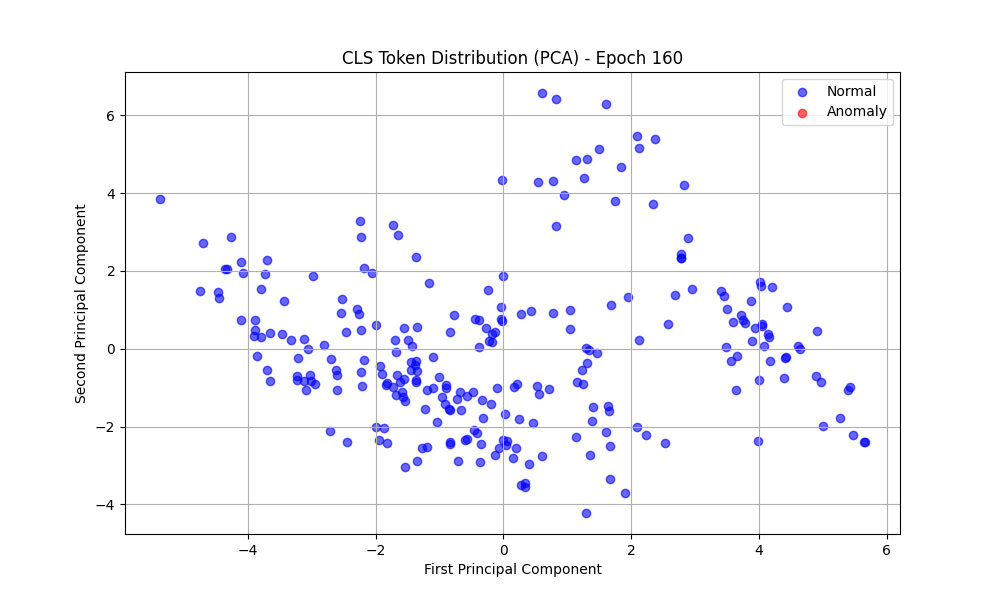 CLS Token Distribution (PCA) - Epoch 160
Normal
Anomaly
Second Principal Component
6
4
2
0
−2
−4
−4
−2
0
2
4
6
First Principal Component